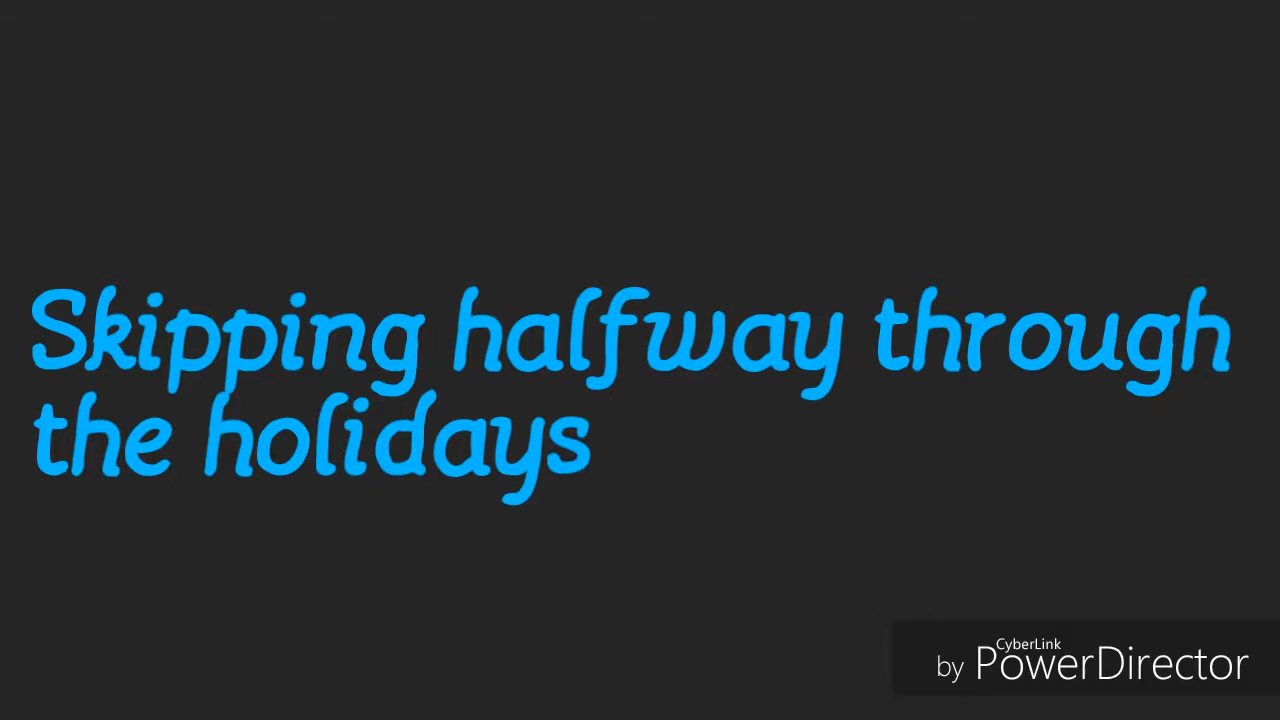 Skipping halfway through
the holidays
CyberLink
by PowerDirector